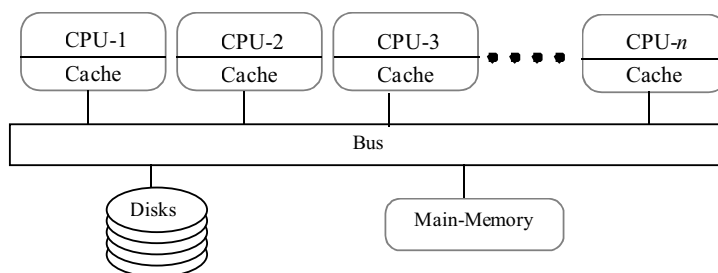 CPU-1
Cache
CPU-2
Cache
CPU-3
Cache
CPU-n
Cache
Bus
Disks
Main-Memory